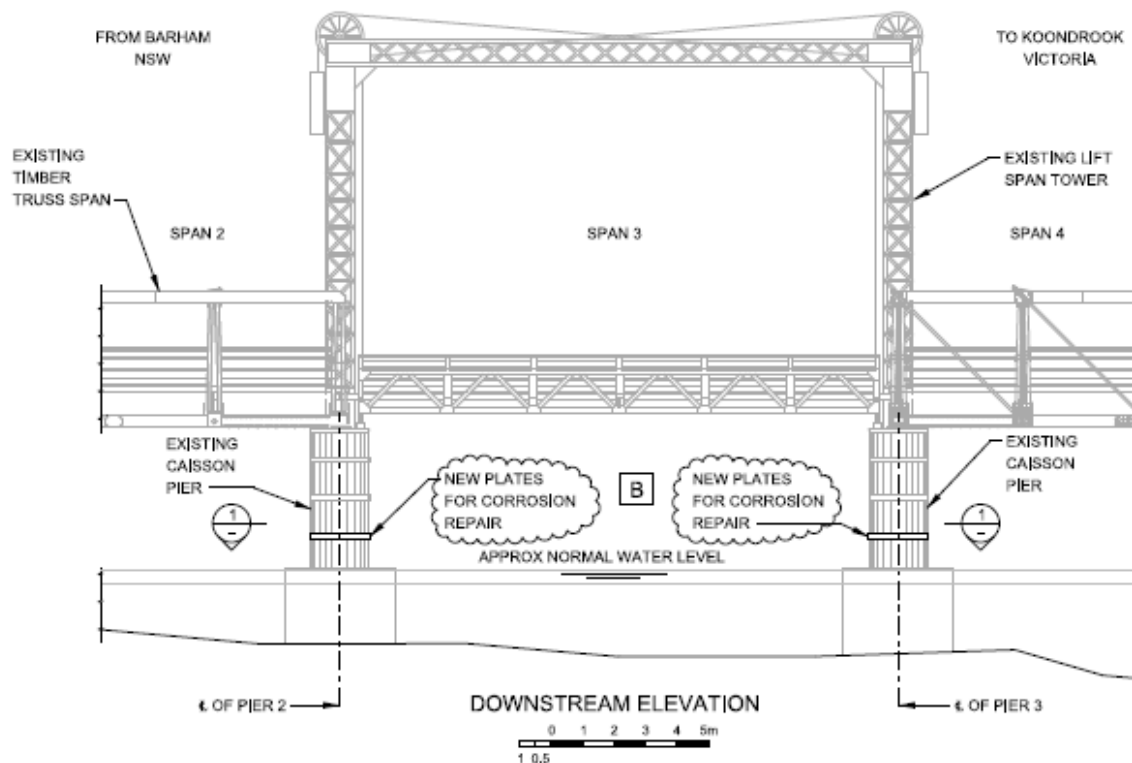 FROM BARHAM
NSW
TO KOONDROOK
VICTORIA
EXISTING
TIMBER
TRUSS SPAN
EXISTING LIFT
SPAN TOWER
SPAN 2
SPAN 3
SPAN 4
EXISTING
CAISSON
PIER
NEW PLATES
FOR CORROSION
REPAIR
B
NEW PLATES
FOR CORROSION
REPAIR
EXISTING
CAISSON
PIER
1
-
1
-
APPROX NORMAL WATER LEVEL
℄ OF PIER 2
DOWNSTREAM ELEVATION
℄ OF PIER 3
0 1 2 3 4 5m
1 0.5